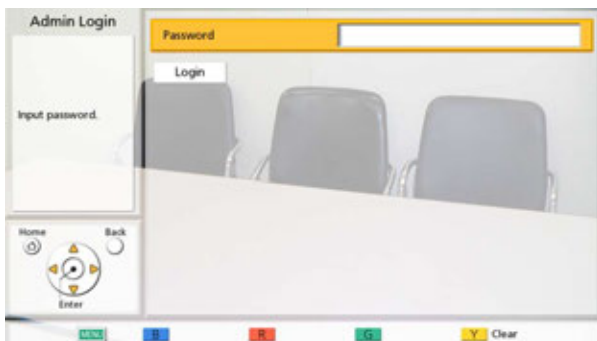 Admin Login
Password
Login
Input password.
Home
Back
Enter
MENU
B
R
G
Y
Clear